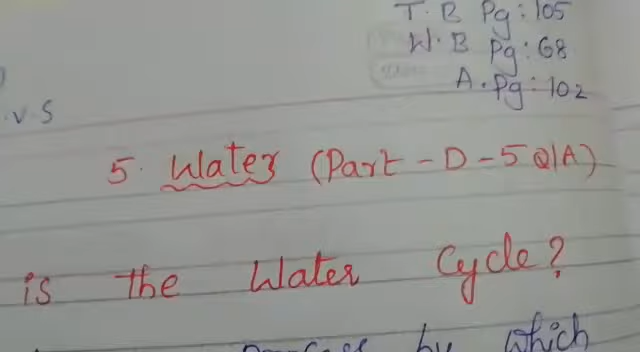 T.B Pg: 105
W.B Pg: 68
A.Pg: 102
v.s
5. Water (Part - D - 5 Q/A)
is the Water Cycle?
by which